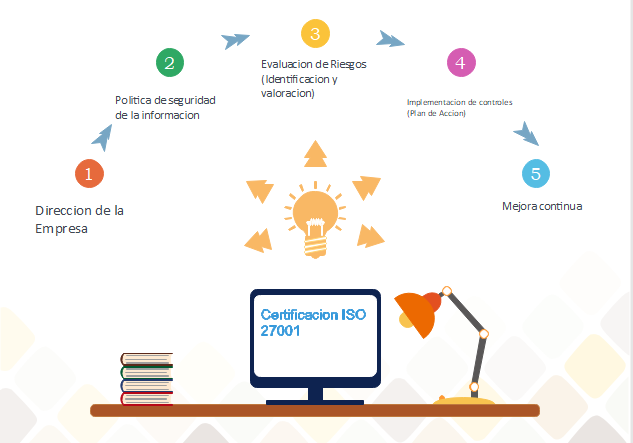 1
Direccion de la
Empresa
2
Politica de seguridad
de la informacion
3
Evaluacion de Riesgos
(Identificacion y
valoracion)
4
Implementacion de controles
(Plan de Accion)
5
Mejora continua
Certificacion ISO
27001